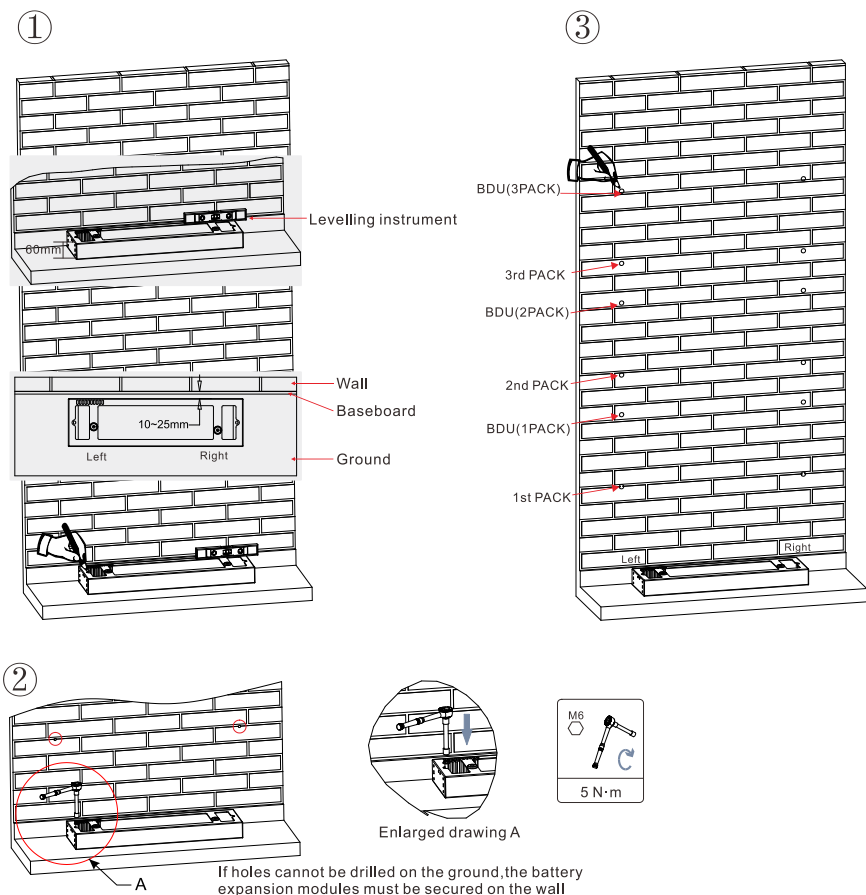 ①
60mm
Levelling instrument
Wall
Baseboard
10~25mm
Left
Right
Ground
②
A
Enlarged drawing A
M6
5 N·m
If holes cannot be drilled on the ground,the battery
expansion modules must be secured on the wall
③
BDU(3PACK)
3rd PACK
BDU(2PACK)
2nd PACK
BDU(1PACK)
1st PACK
Left
Right